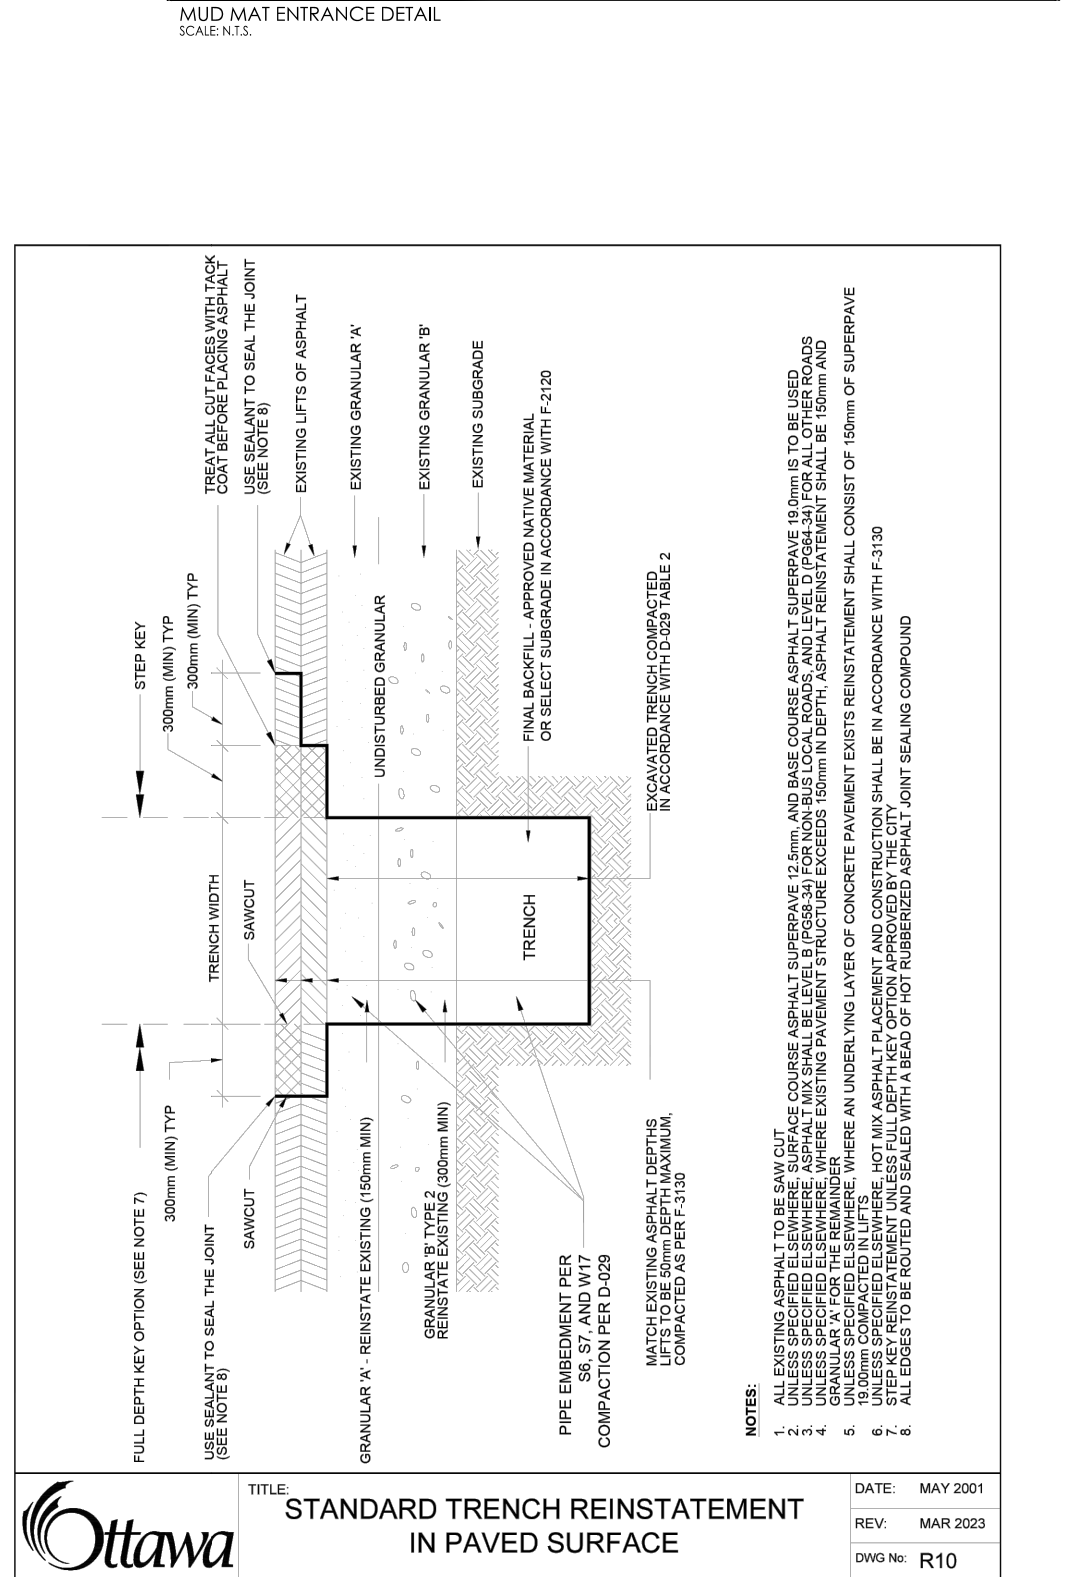 MUD MAT ENTRANCE DETAIL
SCALE: N.T.S.
FULL DEPTH KEY OPTION (SEE NOTE 7)
STEP KEY
300mm (MIN) TYP
300mm (MIN) TYP
300mm (MIN) TYP
TRENCH WIDTH
TREAT ALL CUT FACES WITH TACK
COAT BEFORE PLACING ASPHALT
USE SEALANT TO SEAL THE JOINT
(SEE NOTE 8)
USE SEALANT TO SEAL THE JOINT
(SEE NOTE 8)
SAWCUT
SAWCUT
EXISTING LIFTS OF ASPHALT
EXISTING GRANULAR 'A'
UNDISTURBED GRANULAR
EXISTING GRANULAR 'B'
EXISTING SUBGRADE
GRANULAR 'A' - REINSTATE EXISTING (150mm MIN)
GRANULAR 'B' TYPE 2
REINSTATE EXISTING (300mm MIN)
TRENCH
FINAL BACKFILL - APPROVED NATIVE MATERIAL
OR SELECT SUBGRADE IN ACCORDANCE WITH F-2120
PIPE EMBEDMENT PER
S6, S7, AND W17
COMPACTION PER D-029
EXCAVATED TRENCH COMPACTED
IN ACCORDANCE WITH D-029 TABLE 2
MATCH EXISTING ASPHALT DEPTHS
LIFTS TO BE 50mm DEPTH MAXIMUM,
COMPACTED AS PER F-3130
NOTES:
1. ALL EXISTING ASPHALT TO BE SAW CUT
2. UNLESS SPECIFIED ELSEWHERE, SURFACE COURSE ASPHALT SUPERPAVE 12.5mm, AND BASE COURSE ASPHALT SUPERPAVE 19.0mm IS TO BE USED
3. UNLESS SPECIFIED ELSEWHERE, ASPHALT MIX SHALL BE LEVEL B (PG58-34) FOR NON-BUS LOCAL ROADS, AND LEVEL D (PG64-34) FOR ALL OTHER ROADS
4. UNLESS SPECIFIED ELSEWHERE, WHERE EXISTING PAVEMENT STRUCTURE EXCEEDS 150mm IN DEPTH, ASPHALT REINSTATEMENT SHALL BE 150mm AND
GRANULAR 'A' FOR THE REMAINDER
5. UNLESS SPECIFIED ELSEWHERE, WHERE AN UNDERLYING LAYER OF CONCRETE PAVEMENT EXISTS REINSTATEMENT SHALL CONSIST OF 150mm OF SUPERPAVE
19.00mm COMPACTED IN LIFTS
6. UNLESS SPECIFIED ELSEWHERE, HOT MIX ASPHALT PLACEMENT AND CONSTRUCTION SHALL BE IN ACCORDANCE WITH F-3130
7. STEP KEY REINSTATEMENT UNLESS FULL DEPTH KEY OPTION APPROVED BY THE CITY
8. ALL EDGES TO BE ROUTED AND SEALED WITH A BEAD OF HOT RUBBERIZED ASPHALT JOINT SEALING COMPOUND
Ottawa
TITLE:
STANDARD TRENCH REINSTATEMENT
IN PAVED SURFACE
DATE: MAY 2001
REV: MAR 2023
DWG No: R10